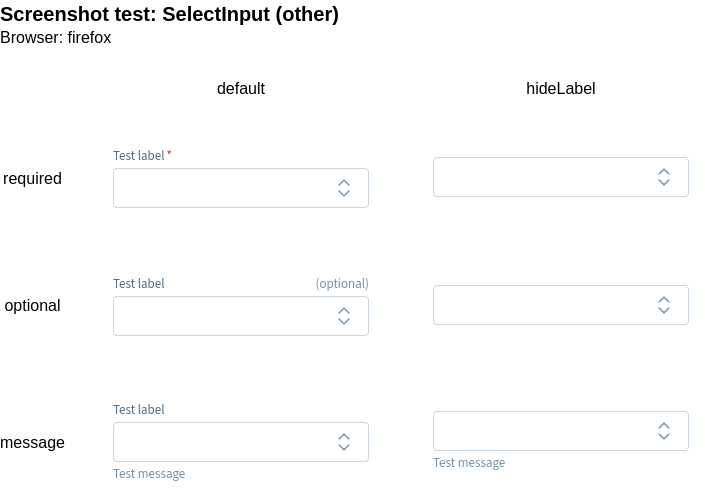 Screenshot test: SelectInput (other)
Browser: firefox
default hideLabel
required
Test label *
optional
Test label (optional)
message
Test label
Test message
Test message